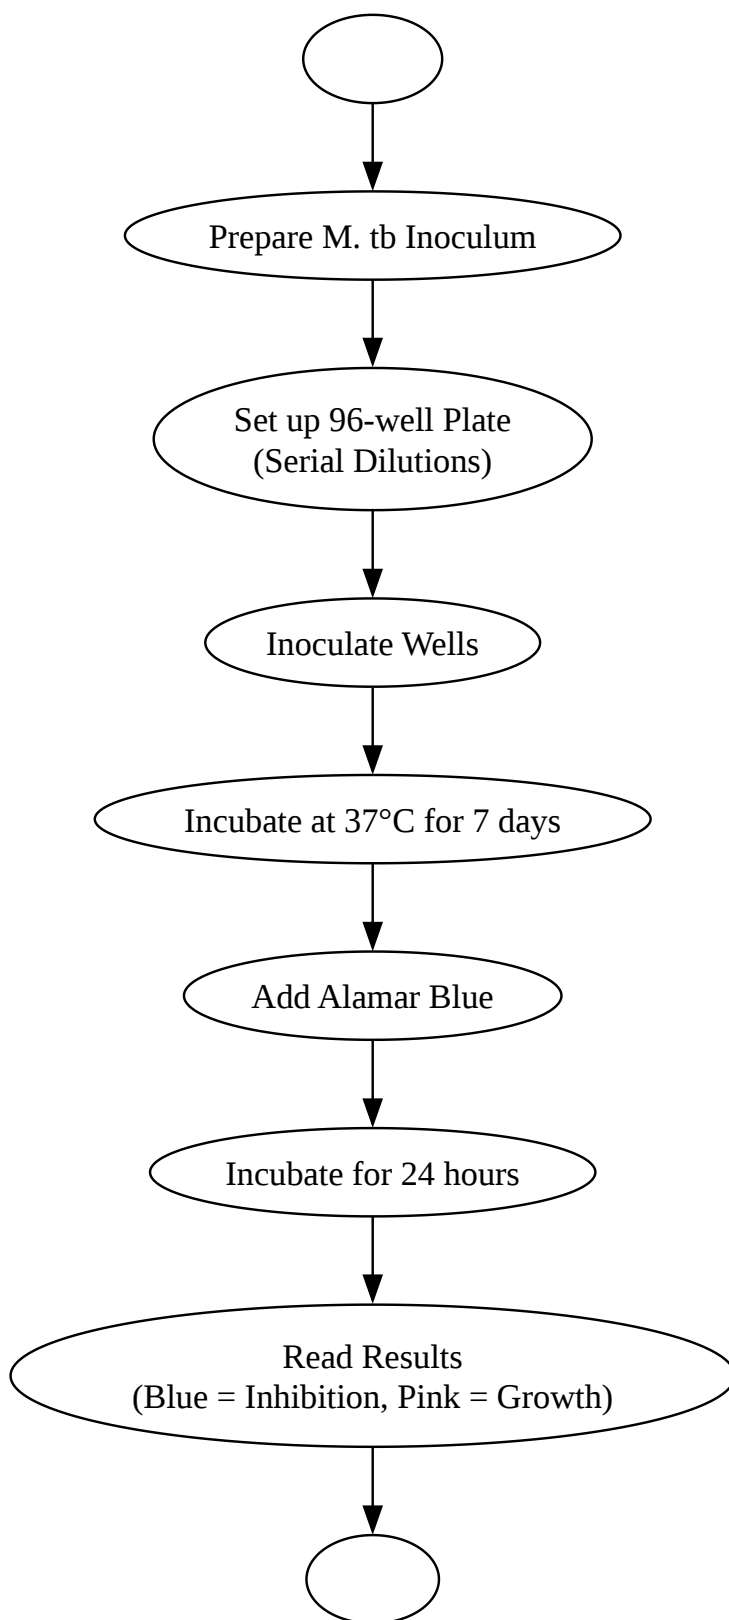 Prepare M. tb Inoculum
Set up 96-well Plate
(Serial Dilutions)
Inoculate Wells
Incubate at 37°C for 7 days
Add Alamar Blue
Incubate for 24 hours
Read Results
(Blue = Inhibition, Pink = Growth)